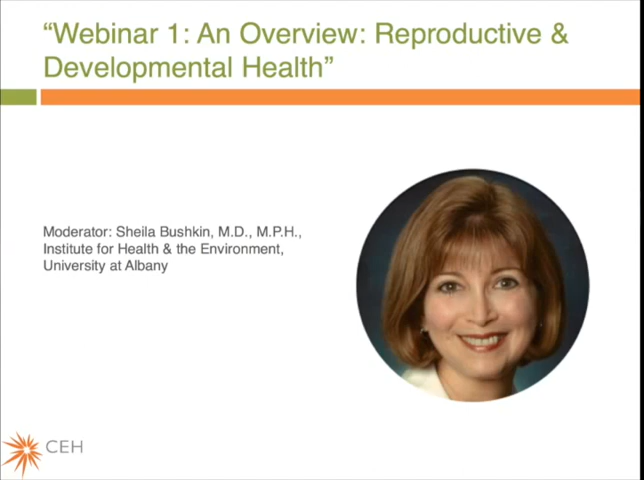 “Webinar 1: An Overview: Reproductive &
Developmental Health”
Moderator: Sheila Bushkin, M.D., M.P.H.,
Institute for Health & the Environment,
University at Albany
CEH